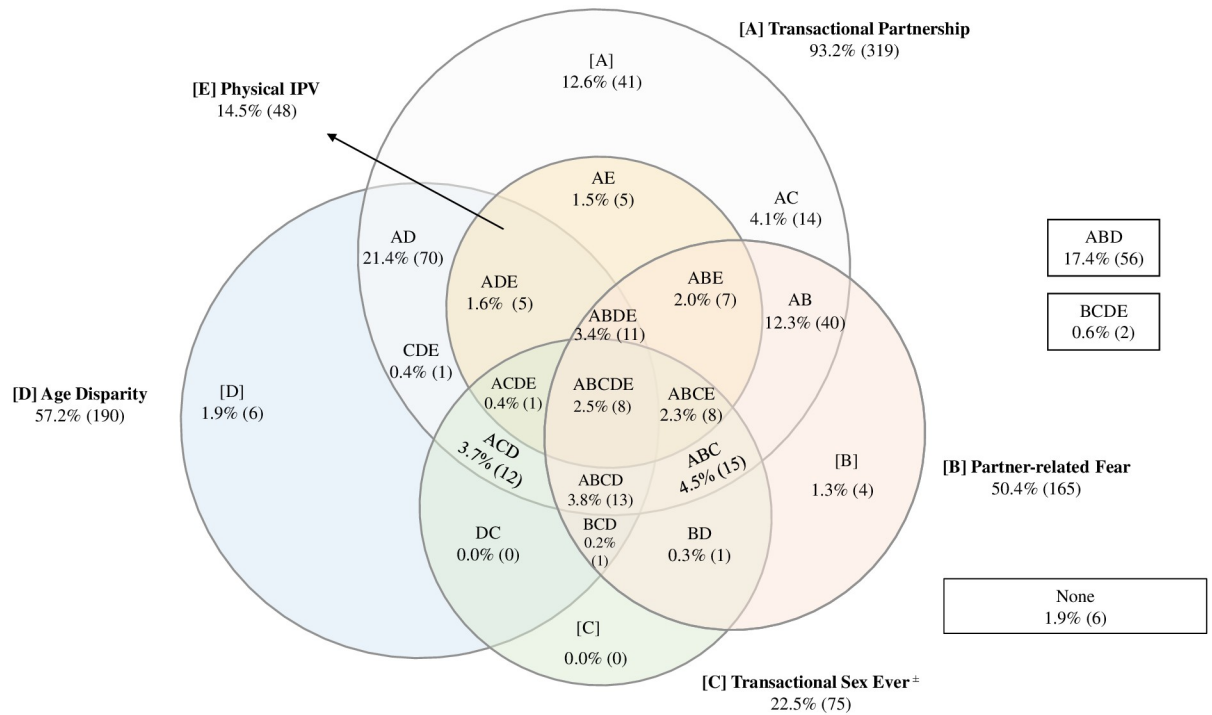 [A] Transactional Partnership
93.2% (319)
[A]
12.6% (41)
[E] Physical IPV
14.5% (48)
AE
1.5% (5)
AC
4.1% (14)
AD
21.4% (70)
ABD
17.4% (56)
ADE
1.6% (5)
ABE
2.0% (7)
AB
12.3% (40)
ABDE
3.4% (11)
BCDE
0.6% (2)
CDE
0.4% (1)
ACDE
0.4% (1)
ABCDE
2.5% (8)
ABCE
2.3% (8)
[D] Age Disparity
57.2% (190)
[D]
1.9% (6)
ACD
3.7% (12)
ABC
4.5% (15)
[B]
1.3% (4)
[B] Partner-related Fear
50.4% (165)
ABCD
3.8% (13)
BCD
0.2%
(1)
DC
0.0% (0)
BD
0.3% (1)
None
1.9% (6)
[C]
0.0% (0)
[C] Transactional Sex Ever ±
22.5% (75)